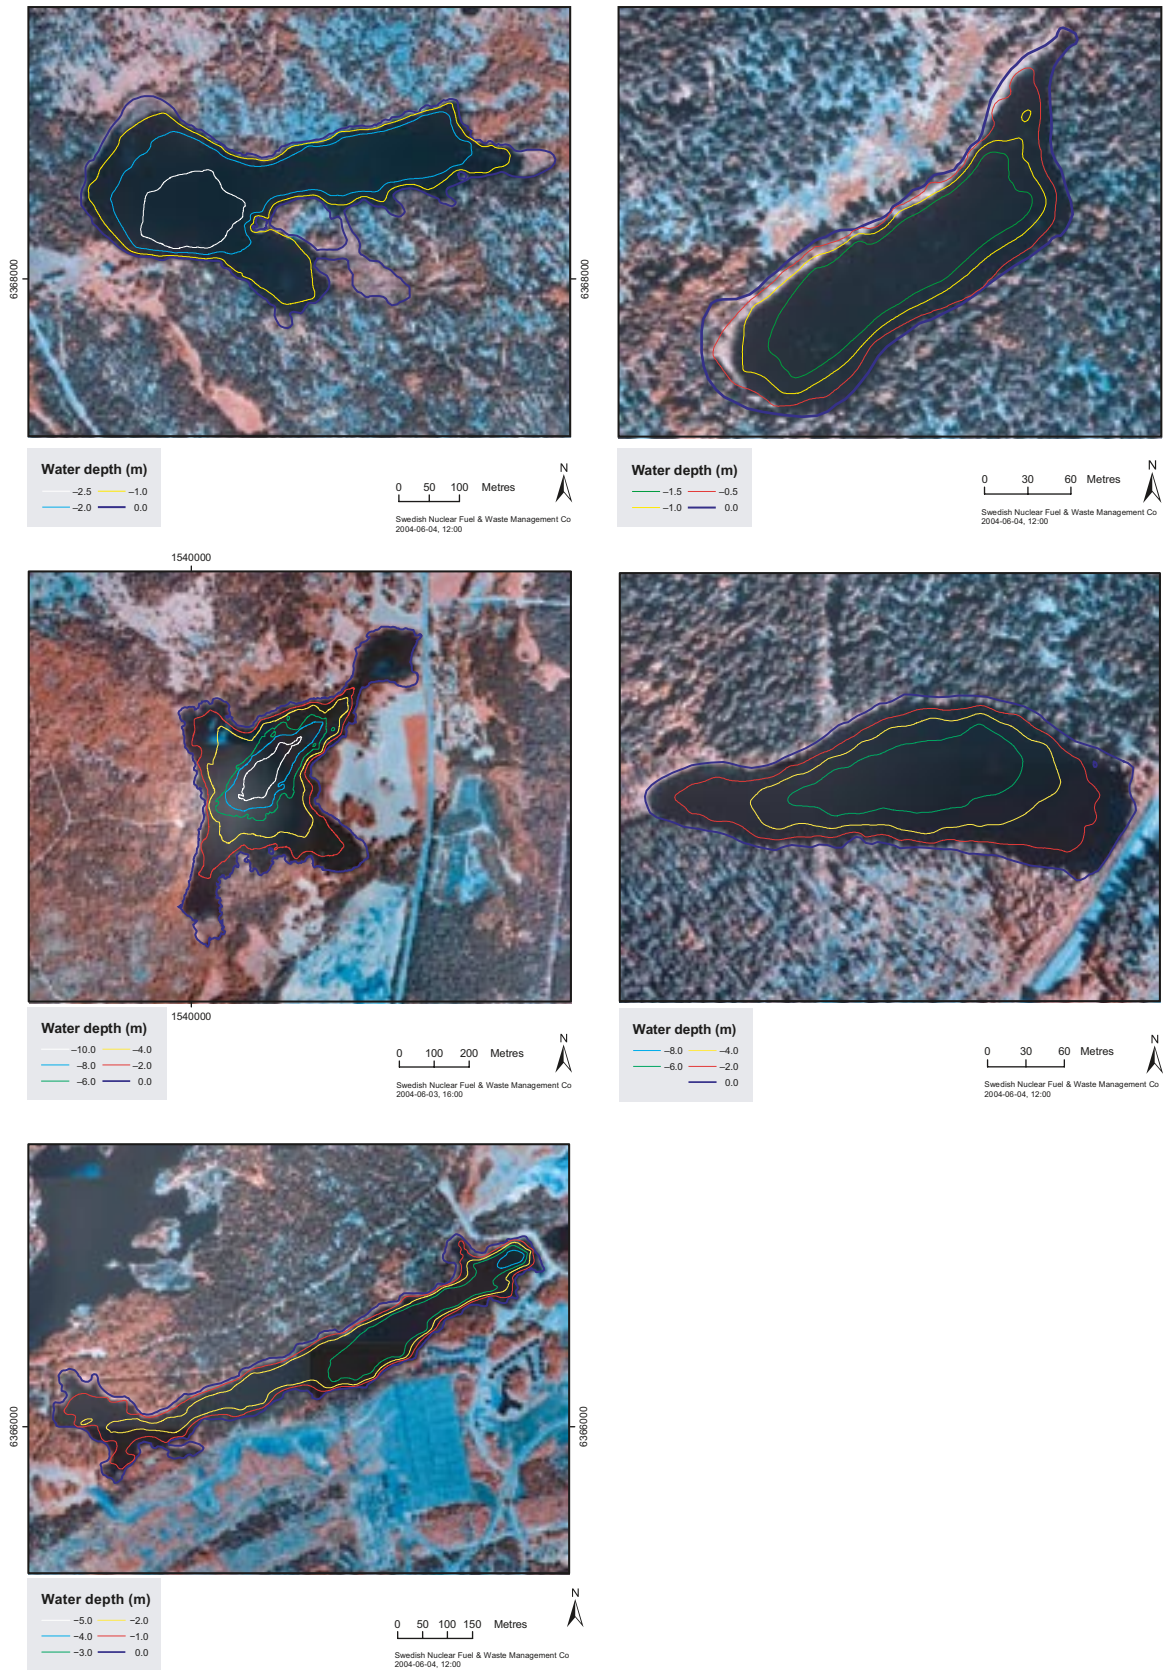 6368000
6368000
Water depth (m)
–2.5 –1.0
–2.0 0.0
0 50 100 Metres
N
Swedish Nuclear Fuel & Waste Management Co
2004-06-04, 12:00
Water depth (m)
–1.5 –0.5
–1.0 0.0
0 30 60 Metres
N
Swedish Nuclear Fuel & Waste Management Co
2004-06-04, 12:00
1540000
1540000
Water depth (m)
–10.0 –4.0
–8.0 –2.0
–6.0 0.0
0 100 200 Metres
N
Swedish Nuclear Fuel & Waste Management Co
2004-06-03, 16:00
Water depth (m)
–8.0 –4.0
–6.0 –2.0
0.0
0 30 60 Metres
N
Swedish Nuclear Fuel & Waste Management Co
2004-06-04, 12:00
6366000
6366000
Water depth (m)
–5.0 –2.0
–4.0 –1.0
–3.0 0.0
0 50 100 150 Metres
N
Swedish Nuclear Fuel & Waste Management Co
2004-06-04, 12:00